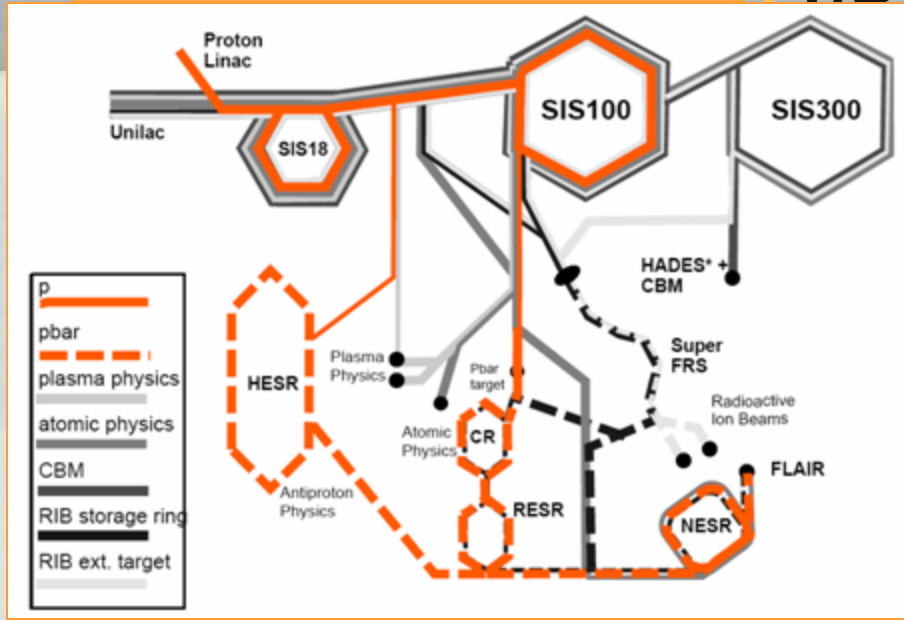 Proton
Linac
Unilac
SIS18
SIS100
SIS300
HADES* +
CBM
p
pbar
plasma physics
atomic physics
CBM
RIB storage ring
RIB ext. target
HESR
Plasma
Physics
Pbar
target
Super
FRS
Radioactive
Ion Beams
Atomic
Physics
CR
FLAIR
Antiproton
Physics
RESR
NESR